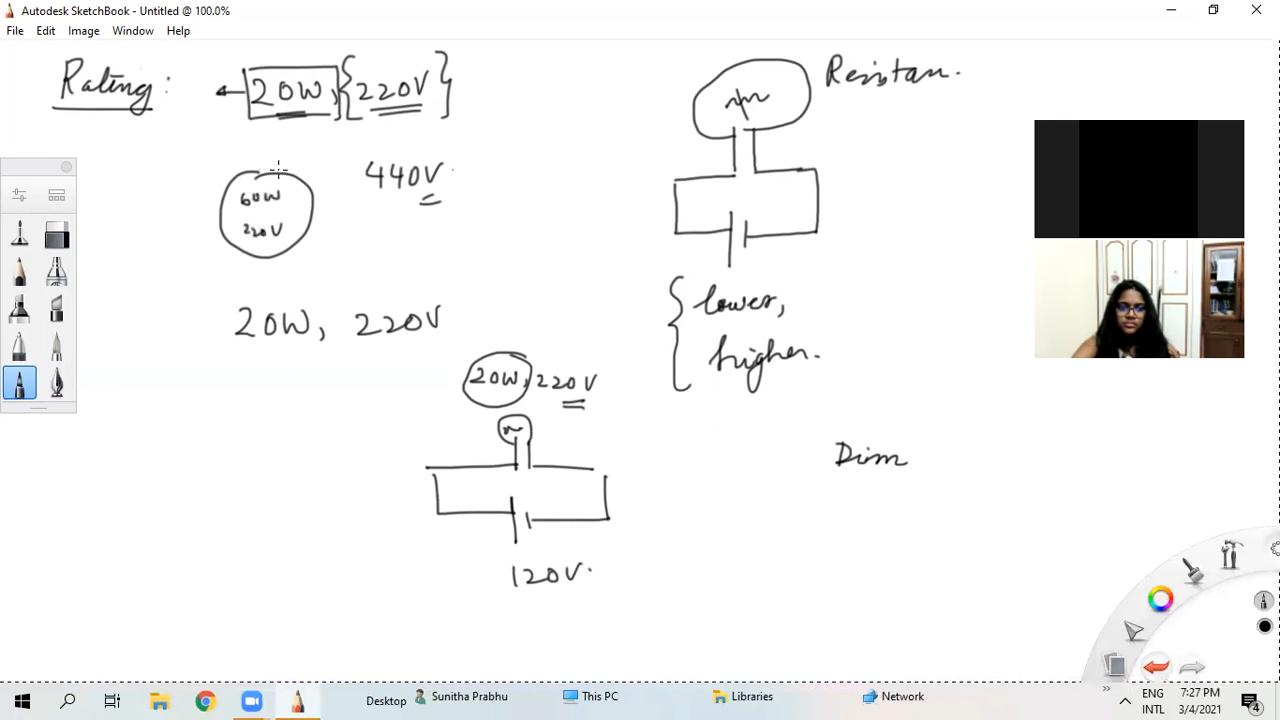 Autodesk SketchBook - Untitled @ 100.0%
File Edit Image Window Help
Rating: 20W, {220V}
Resistan.
440V
60W
220V
lower,
20W, 220V
higher.
20W, 220V
Dim
120V.
Desktop Sunitha Prabhu This PC Libraries Network
ENG
INTL
7:27 PM
3/4/2021
4